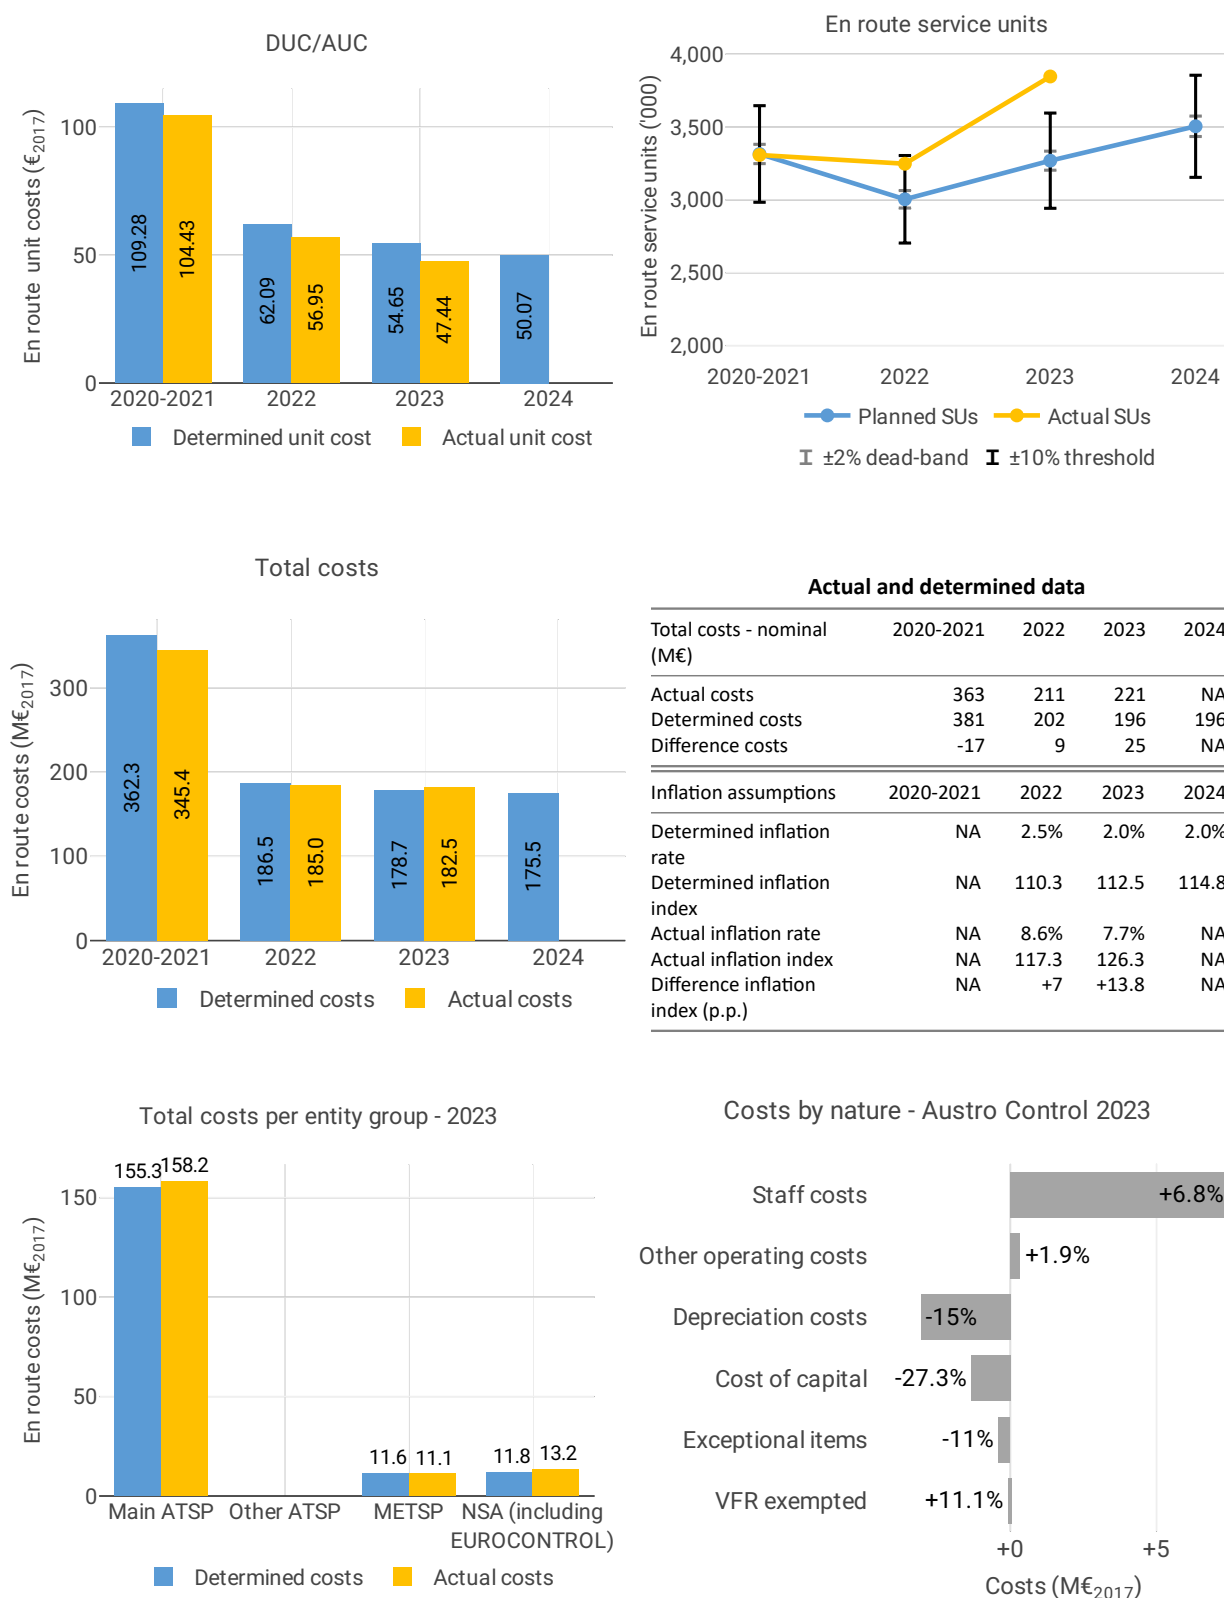 DUC/AUC
En route unit costs (€2017)
100
50
0
109.28
104.43
62.09
56.95
54.65
47.44
50.07
2020-2021 2022 2023 2024
Determined unit cost Actual unit cost
En route service units
En route service units ('000)
4,000
3,500
3,000
2,500
2,000
2020-2021 2022 2023 2024
Planned SUs Actual SUs
±2% dead-band ±10% threshold
Total costs
En route costs (M€2017)
300
200
100
0
362.3
345.4
186.5
185.0
178.7
182.5
175.5
2020-2021 2022 2023 2024
Determined costs Actual costs
Actual and determined data
Total costs - nominal 2020-2021 2022 2023 2024
(M€)
Actual costs 363 211 221 NA
Determined costs 381 202 196 196
Difference costs -17 9 25 NA
Inflation assumptions 2020-2021 2022 2023 2024
Determined inflation NA 2.5% 2.0% 2.0%
rate
Determined inflation NA 110.3 112.5 114.8
index
Actual inflation rate NA 8.6% 7.7% NA
Actual inflation index NA 117.3 126.3 NA
Difference inflation NA +7 +13.8 NA
index (p.p.)
Total costs per entity group - 2023
En route costs (M€2017)
150
100
50
0
155.3 158.2
11.6 11.1
11.8 13.2
Main ATSP Other ATSP METSP NSA (including
EUROCONTROL)
Determined costs Actual costs
Costs by nature - Austro Control 2023
Staff costs +6.8%
Other operating costs +1.9%
Depreciation costs -15%
Cost of capital -27.3%
Exceptional items -11%
VFR exempted +11.1%
+0 +5
Costs (M€2017)